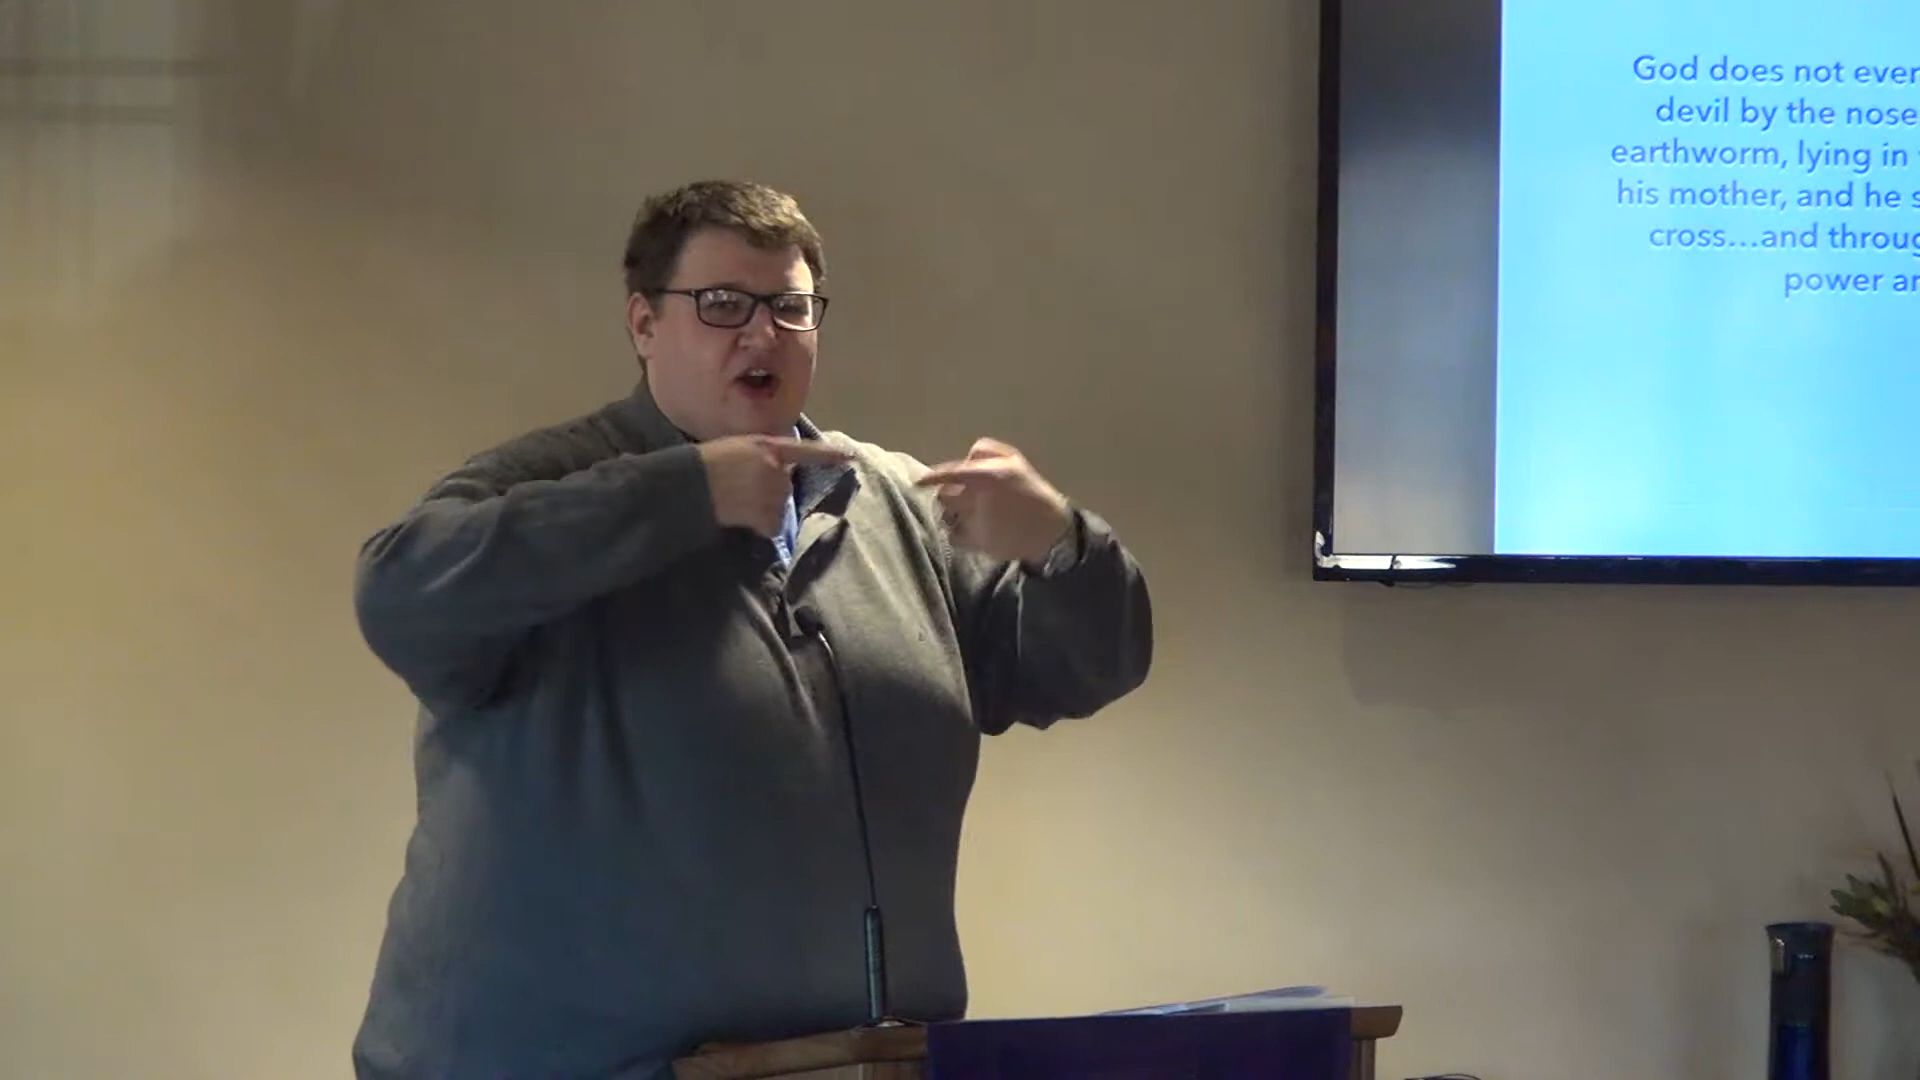 God does not ever
devil by the nose
earthworm, lying in
his mother, and he s
cross...and throug
power ar